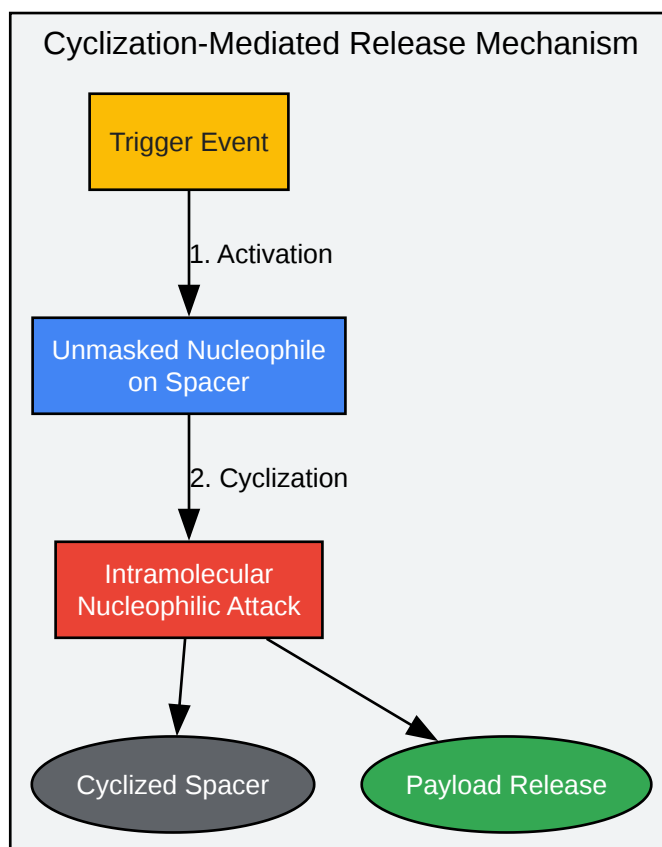 Cyclization-Mediated Release Mechanism
Trigger Event
1. Activation
Unmasked Nucleophile
on Spacer
2. Cyclization
Intramolecular
Nucleophilic Attack
Cyclized Spacer
Payload Release